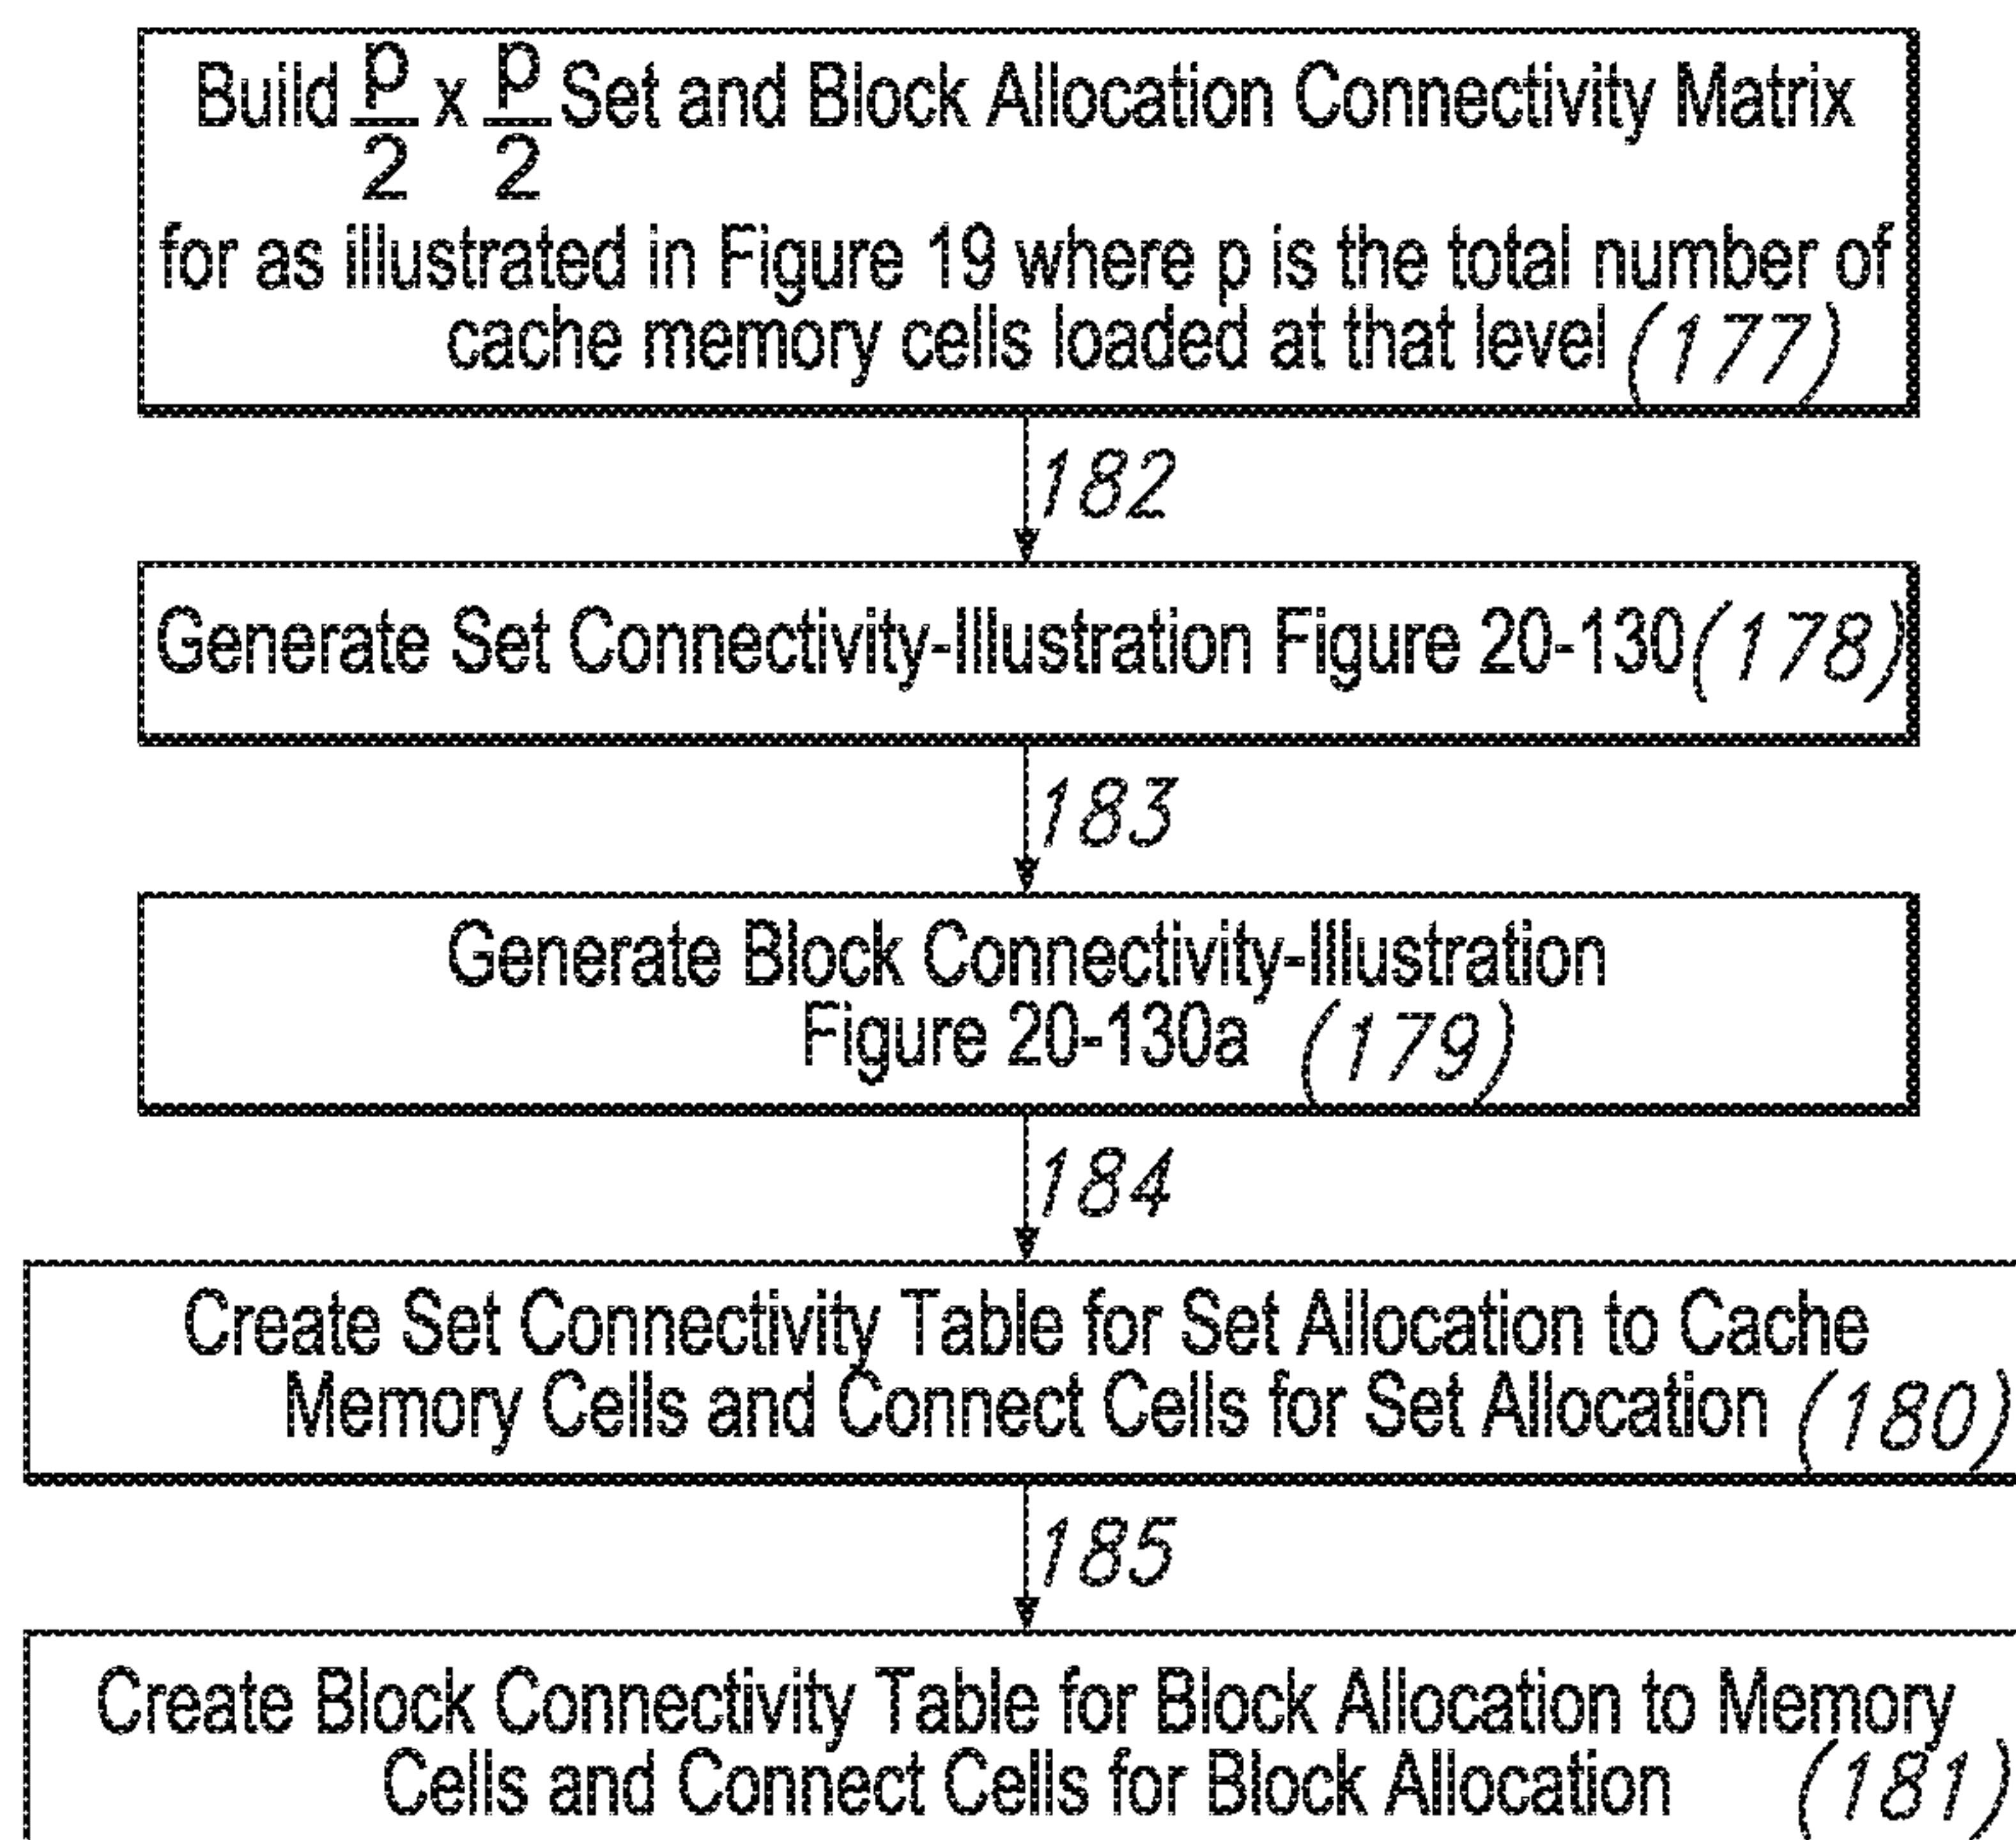 Build p/2 x p/2 Set and Block Allocation Connectivity Matrix
for as illustrated in Figure 19 where p is the total number of
cache memory cells loaded at that level (177)
182
Generate Set Connectivity-Illustration Figure 20-130 (178)
183
Generate Block Connectivity-Illustration
Figure 20-130a (179)
184
Create Set Connectivity Table for Set Allocation to Cache
Memory Cells and Connect Cells for Set Allocation (180)
185
Create Block Connectivity Table for Block Allocation to Memory
Cells and Connect Cells for Block Allocation (181)